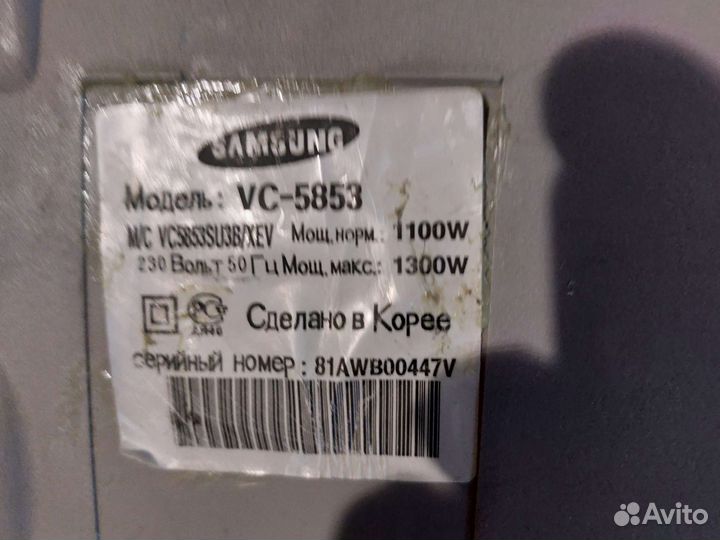 SAMSUNG
Модель: VC-5853
M/C VC5853SU3B/XEV Мощ.норм.: 1100W
230 Вольт 50 Гц Мощ.макс.: 1300W
Сделано в Корее
серийный номер : 81AWB00447V
Avito